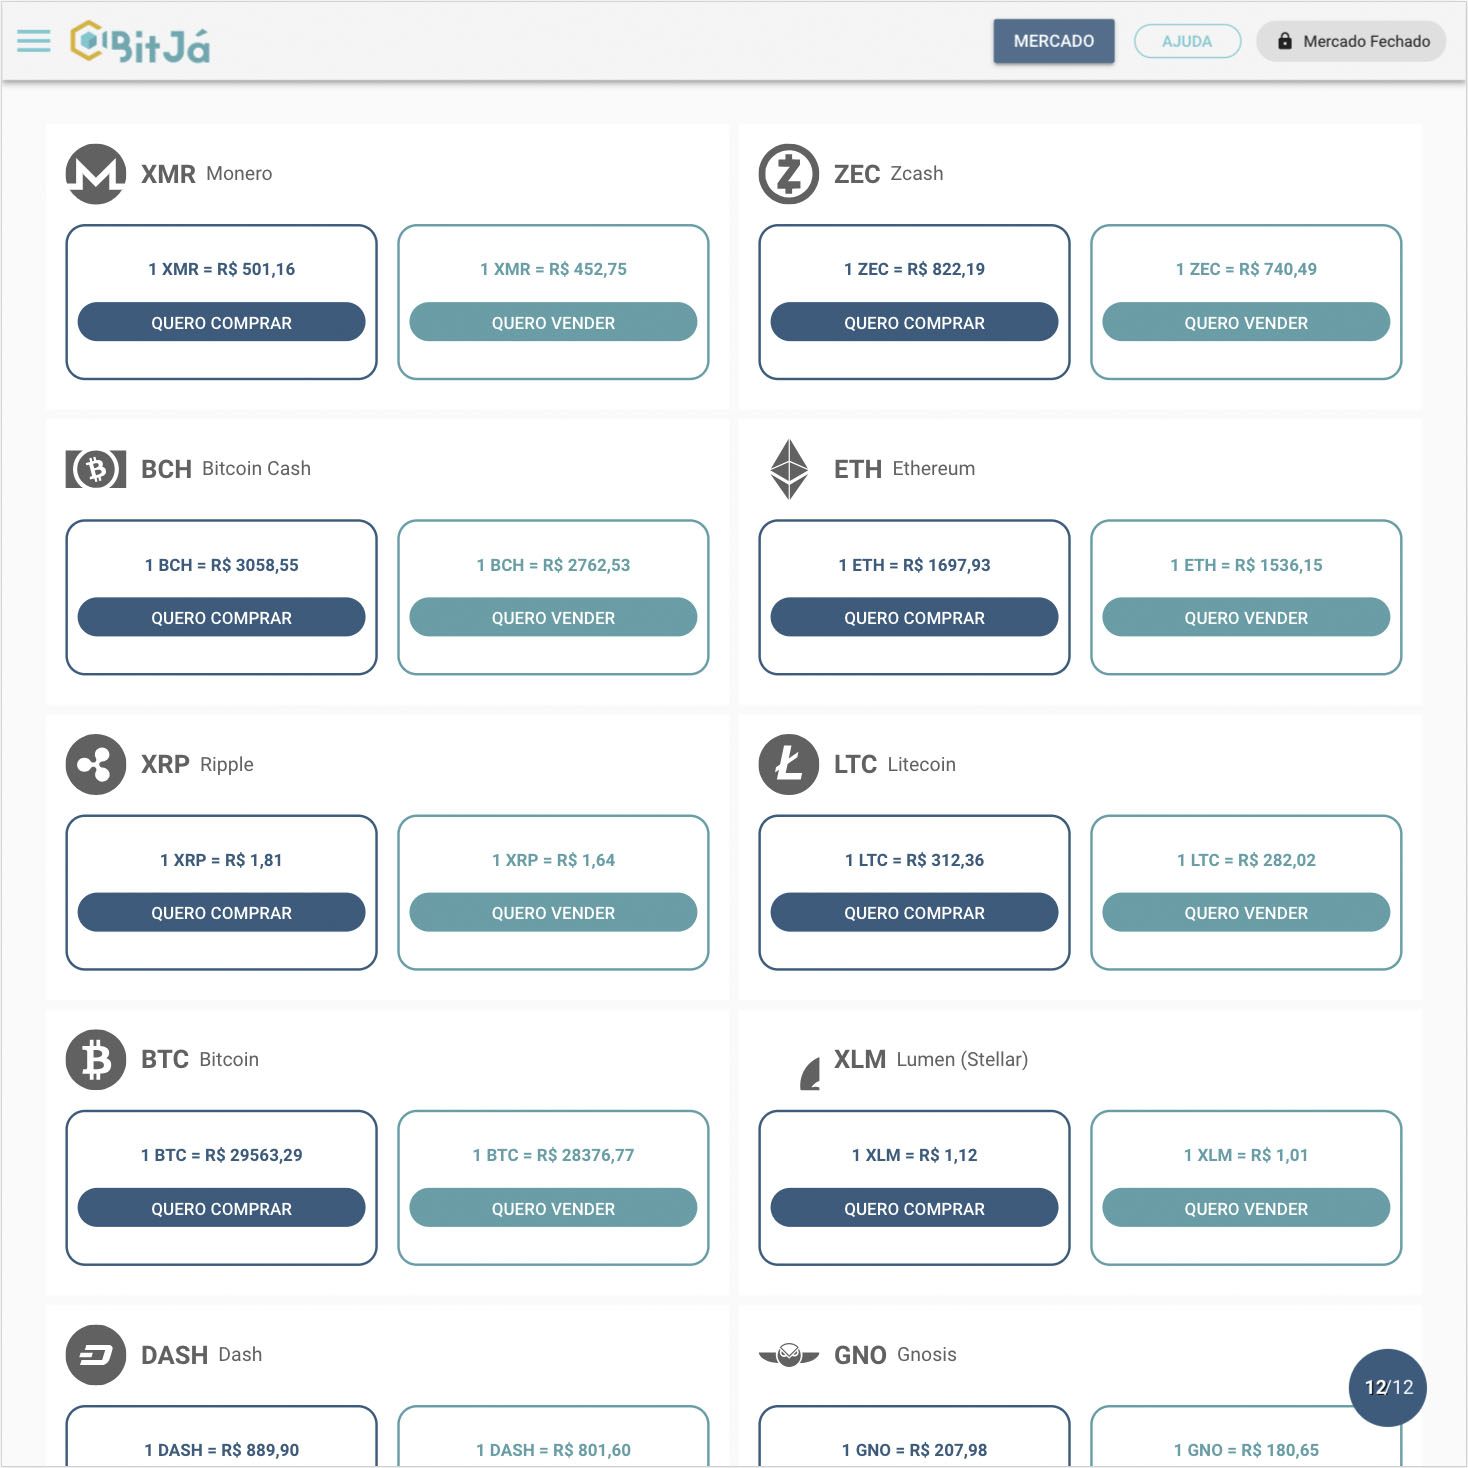 BitJá
MERCADO
AJUDA
Mercado Fechado
XMR Monero
1 XMR = R$ 501,16
QUERO COMPRAR
1 XMR = R$ 452,75
QUERO VENDER
ZEC Zcash
1 ZEC = R$ 822,19
QUERO COMPRAR
1 ZEC = R$ 740,49
QUERO VENDER
BCH Bitcoin Cash
1 BCH = R$ 3058,55
QUERO COMPRAR
1 BCH = R$ 2762,53
QUERO VENDER
ETH Ethereum
1 ETH = R$ 1697,93
QUERO COMPRAR
1 ETH = R$ 1536,15
QUERO VENDER
XRP Ripple
1 XRP = R$ 1,81
QUERO COMPRAR
1 XRP = R$ 1,64
QUERO VENDER
LTC Litecoin
1 LTC = R$ 312,36
QUERO COMPRAR
1 LTC = R$ 282,02
QUERO VENDER
BTC Bitcoin
1 BTC = R$ 29563,29
QUERO COMPRAR
1 BTC = R$ 28376,77
QUERO VENDER
XLM Lumen (Stellar)
1 XLM = R$ 1,12
QUERO COMPRAR
1 XLM = R$ 1,01
QUERO VENDER
DASH Dash
1 DASH = R$ 889,90
1 DASH = R$ 801,60
GNO Gnosis
1 GNO = R$ 207,98
1 GNO = R$ 180,65
12/12